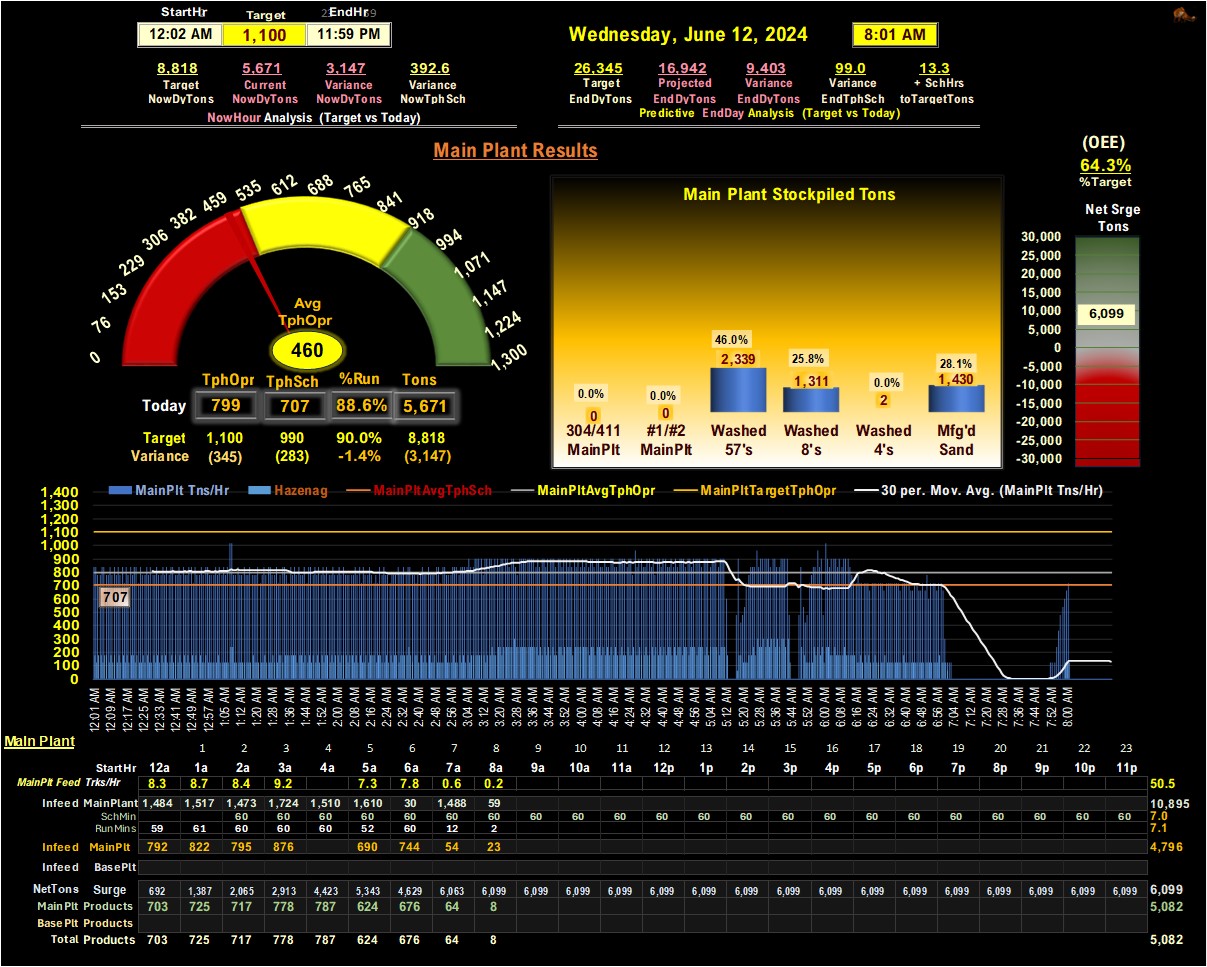 StartHr Target EndHr
12:02 AM 1,100 11:59 PM
Wednesday, June 12, 2024 8:01 AM
8,818 5,671 3,147 392.6
Target Current Variance Variance
NowDyTons NowDyTons NowDyTons NowTphSch
NowHour Analysis (Target vs Today)
26,345 16,942 9,403 99.0 13.3
Target Projected Variance Variance + SchHrs
EndDyTons EndDyTons EndDyTons EndTphSch toTargetTons
Predictive EndDay Analysis (Target vs Today)
Main Plant Results
(OEE)
64.3%
%Target
0 76 153 229 306 382 459 535 612 688 765 841 918 994 1,071 1,147 1,224 1,300
Avg
TphOpr
460
TphOpr TphSch %Run Tons
Today 799 707 88.6% 5,671
Target 1,100 990 90.0% 8,818
Variance (345) (283) -1.4% (3,147)
Main Plant Stockpiled Tons
0.0% 0.0% 46.0% 25.8% 0.0% 28.1%
0 0 2,339 1,311 2 1,430
304/411 #1/#2 Washed Washed Washed Mfg'd
MainPlt MainPlt 57's 8's 4's Sand
Net Srge
Tons
30,000
25,000
20,000
15,000
10,000
6,099
5,000
0
-5,000
-10,000
-15,000
-20,000
-25,000
-30,000
MainPlt Tns/Hr Hazenag MainPltAvgTphSch MainPltAvgTphOpr MainPltTargetTphOpr 30 per. Mov. Avg. (MainPlt Tns/Hr)
1,400
1,300
1,200
1,100
1,000
900
800
700
600
500
400
300
200
100
0
707
12:01 AM 12:09 AM 12:17 AM 12:25 AM 12:33 AM 12:41 AM 12:49 AM 12:57 AM 1:05 AM 1:12 AM 1:20 AM 1:28 AM 1:36 AM 1:44 AM 1:52 AM 2:00 AM 2:08 AM 2:16 AM 2:24 AM 2:32 AM 2:40 AM 2:48 AM 2:56 AM 3:04 AM 3:12 AM 3:20 AM 3:28 AM 3:36 AM 3:44 AM 3:52 AM 4:00 AM 4:08 AM 4:16 AM 4:24 AM 4:32 AM 4:40 AM 4:48 AM 4:56 AM 5:04 AM 5:12 AM 5:20 AM 5:28 AM 5:36 AM 5:44 AM 5:52 AM 6:00 AM 6:08 AM 6:16 AM 6:24 AM 6:32 AM 6:40 AM 6:48 AM 6:56 AM 7:04 AM 7:12 AM 7:20 AM 7:28 AM 7:36 AM 7:44 AM 7:52 AM 8:00 AM
Main Plant
1 2 3 4 5 6 7 8 9 10 11 12 13 14 15 16 17 18 19 20 21 22 23
StartHr 12a 1a 2a 3a 4a 5a 6a 7a 8a 9a 10a 11a 12p 1p 2p 3p 4p 5p 6p 7p 8p 9p 10p 11p
MainPlt Feed Trks/Hr 8.3 8.7 8.4 9.2 7.3 7.8 0.6 0.2 50.5
Infeed MainPlant 1,484 1,517 1,473 1,724 1,510 1,610 30 1,488 59 10,895
SchMin 60 60 60 60 60 60 60 60 60 60 60 60 60 60 60 60 60 60 60 60 60 60 7.0
RunMins 59 61 60 60 60 52 60 12 2 7.1
Infeed MainPlt 792 822 795 876 690 744 54 23 4,796
Infeed BasePlt
NetTons Surge 692 1,387 2,065 2,913 4,423 5,343 4,629 6,063 6,099 6,099 6,099 6,099 6,099 6,099 6,099 6,099 6,099 6,099 6,099 6,099 6,099 6,099 6,099 6,099 6,099
MainPlt Products 703 725 717 778 787 624 676 64 8 5,082
BasePlt Products
Total Products 703 725 717 778 787 624 676 64 8 5,082